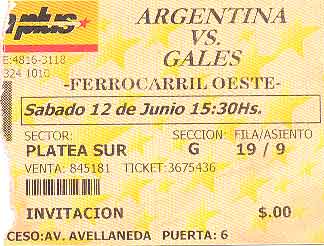 plus
ARGENTINA
VS.
GALES
E:4816-3118
324 1010
-FERROCARRIL OESTE-
Sabado 12 de Junio 15:30Hs.
SECTOR: SECCION FILA/ASIENTO
PLATEA SUR G 19 / 9
VENTA: 845181 TICKET:3675436
INVITACION $.00
CESO:AV. AVELLANEDA PUERTA: 6